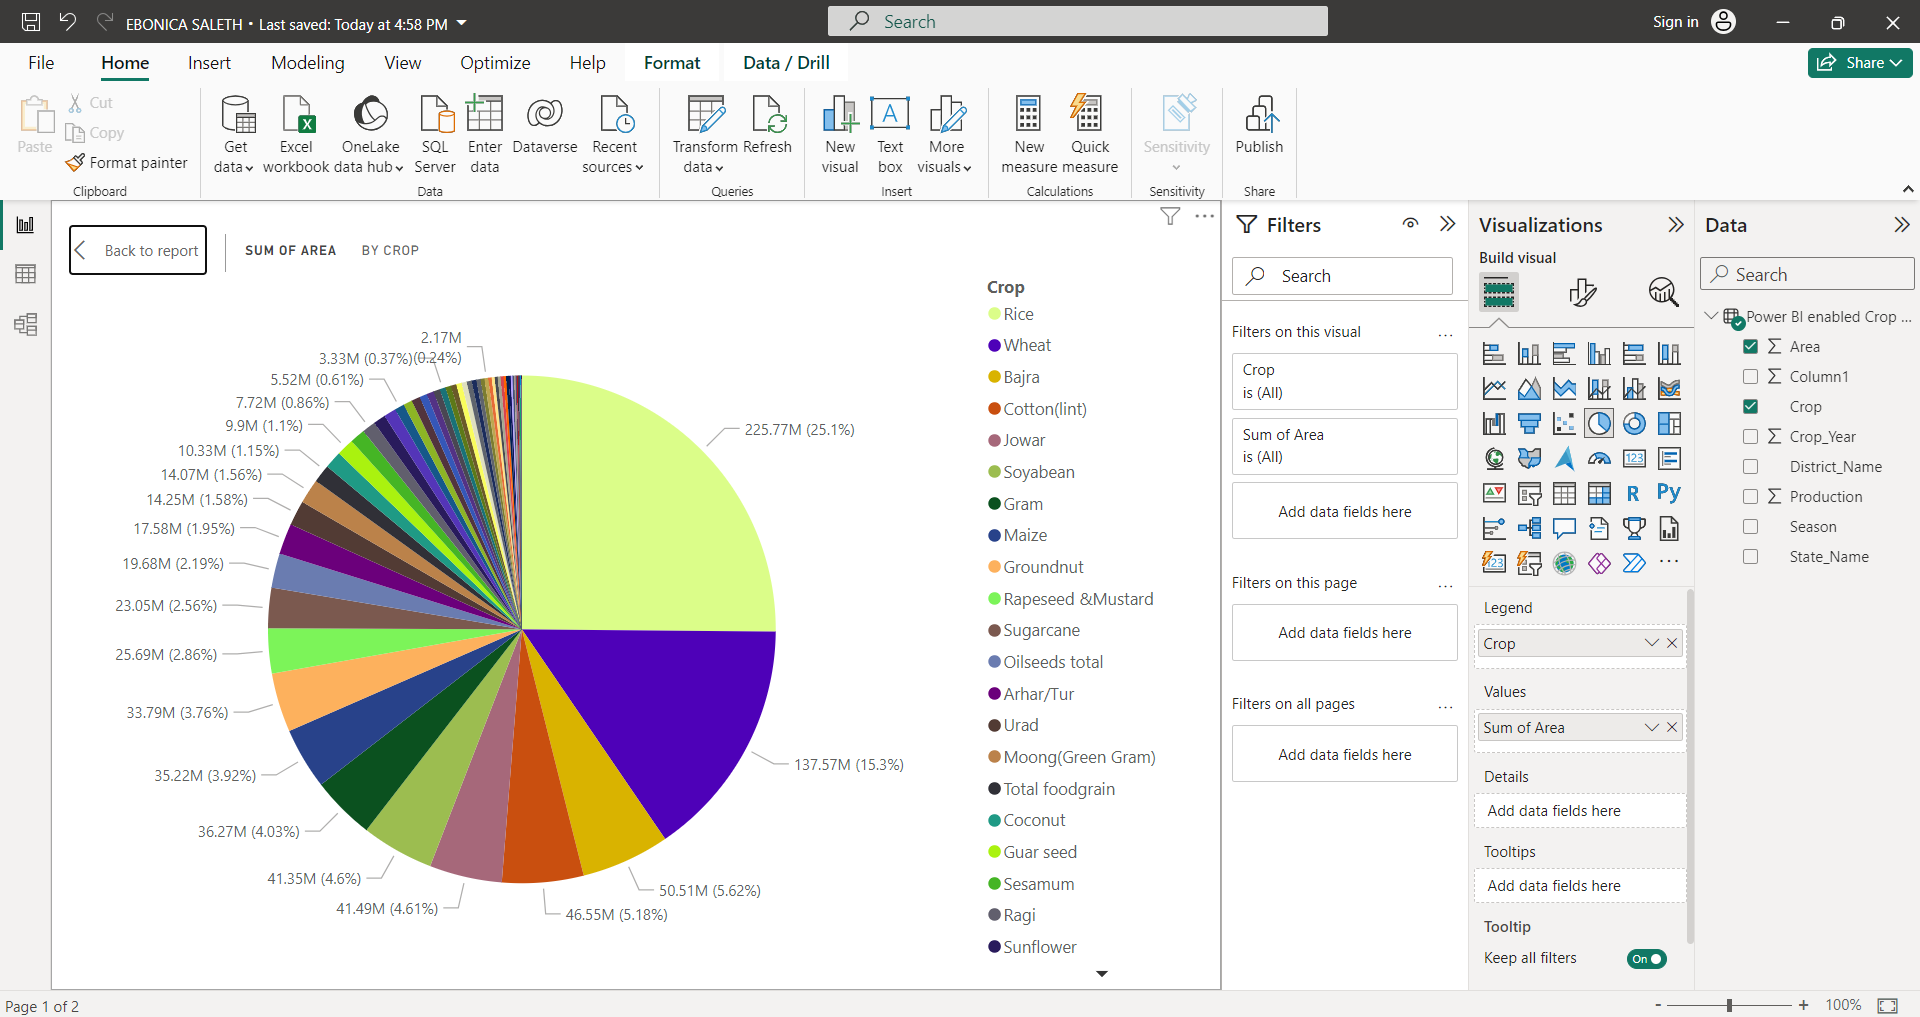 EBONICA SALETH • Last saved: Today at 4:58 PM
Search
Sign in
File
Home
Insert
Modeling
View
Optimize
Help
Format
Data / Drill
Share
Paste
Cut
Copy
Format painter
Clipboard
Get data
Excel workbook
OneLake data hub
SQL Server
Enter data
Dataverse
Recent sources
Data
Transform data
Refresh
Queries
New visual
Text box
More visuals
Insert
New measure
Quick measure
Calculations
Sensitivity
Sensitivity
Publish
Share
Back to report
SUM OF AREA
BY CROP
2.17M
3.33M (0.37%)
(0.24%)
5.52M (0.61%)
7.72M (0.86%)
9.9M (1.1%)
10.33M (1.15%)
14.07M (1.56%)
14.25M (1.58%)
17.58M (1.95%)
19.68M (2.19%)
23.05M (2.56%)
25.69M (2.86%)
33.79M (3.76%)
35.22M (3.92%)
36.27M (4.03%)
41.35M (4.6%)
41.49M (4.61%)
46.55M (5.18%)
50.51M (5.62%)
137.57M (15.3%)
225.77M (25.1%)
Crop
Rice
Wheat
Bajra
Cotton(lint)
Jowar
Soyabean
Gram
Maize
Groundnut
Rapeseed &Mustard
Sugarcane
Oilseeds total
Arhar/Tur
Urad
Moong(Green Gram)
Total foodgrain
Coconut
Guar seed
Sesamum
Ragi
Sunflower
Filters
Search
Filters on this visual
...
Crop
is (All)
Sum of Area
is (All)
Add data fields here
Filters on this page
...
Add data fields here
Filters on all pages
...
Add data fields here
Visualizations
Build visual
123
R
Py
123
...
Legend
Crop
Values
Sum of Area
Details
Add data fields here
Tooltips
Add data fields here
Tooltip
Keep all filters
On
Data
Search
Power BI enabled Crop ...
Area
Column1
Crop
Crop_Year
District_Name
Production
Season
State_Name
Page 1 of 2
- + 100%